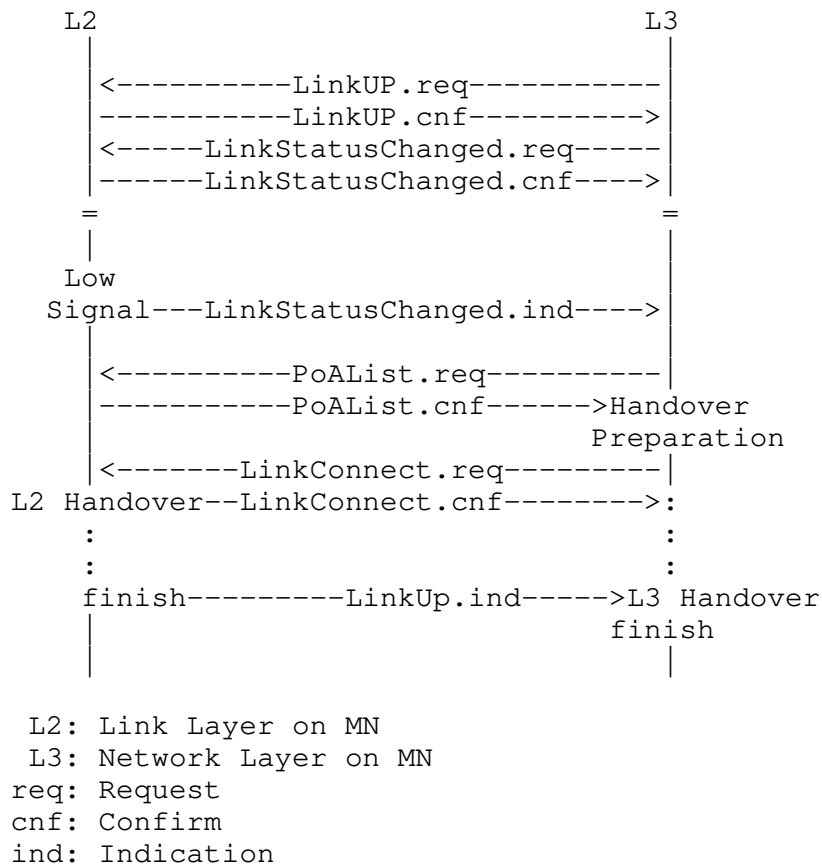 L2                              L3
|                               |
|<----------LinkUP.req-----------|
|-----------LinkUP.cnf---------->|
|<-----LinkStatusChanged.req-----|
|------LinkStatusChanged.cnf---->|
=                               =
|                               |
Low                             |
Signal---LinkStatusChanged.ind---->|
|                               |
|<----------PoAList.req----------|
|-----------PoAList.cnf------>Handover
|                           Preparation
|<-------LinkConnect.req---------|
L2 Handover--LinkConnect.cnf-------->:
:                               :
:                               :
finish---------LinkUp.ind----->L3 Handover
|                            finish
|                               |
L2: Link Layer on MN
L3: Network Layer on MN
req: Request
cnf: Confirm
ind: Indication